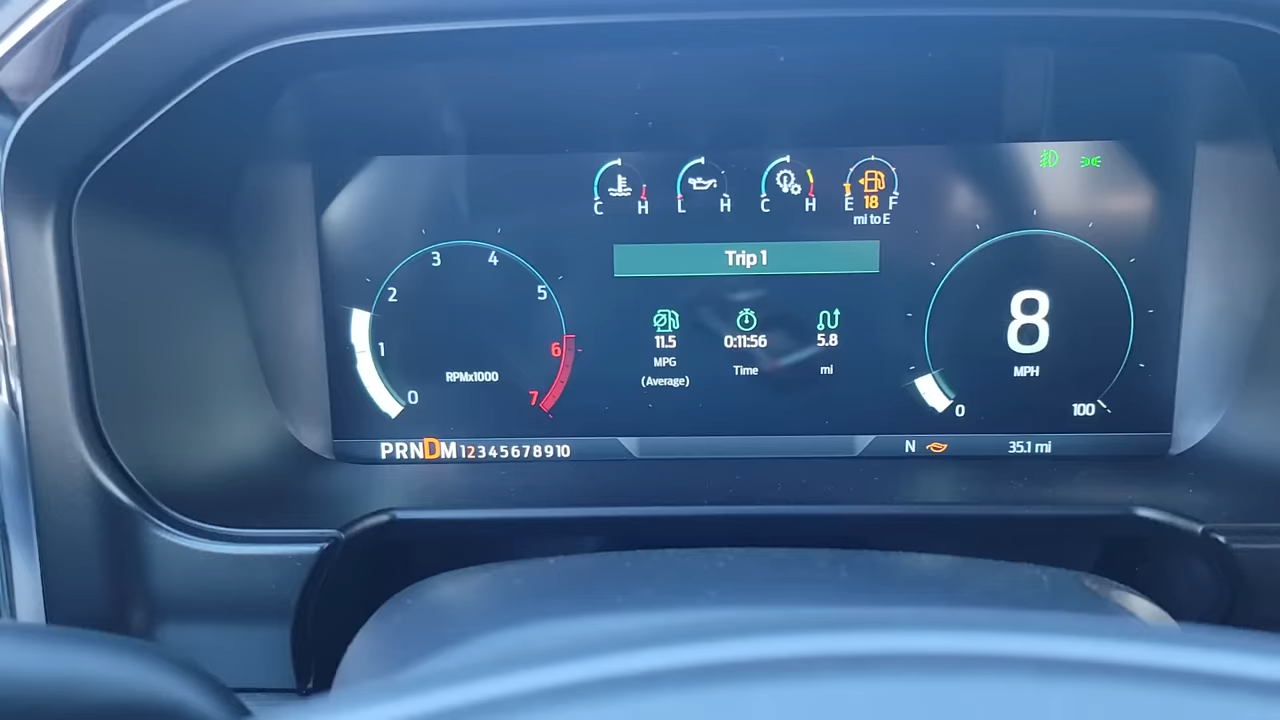 C H
L H
C H
E 18 F
mi to E
Trip 1
0 1 2 3 4 5 6 7
RPMx1000
11.5
MPG
(Average)
0:11:56
Time
5.8
mi
8
MPH
0 100
PRNDM12345678910
N
35.1 mi